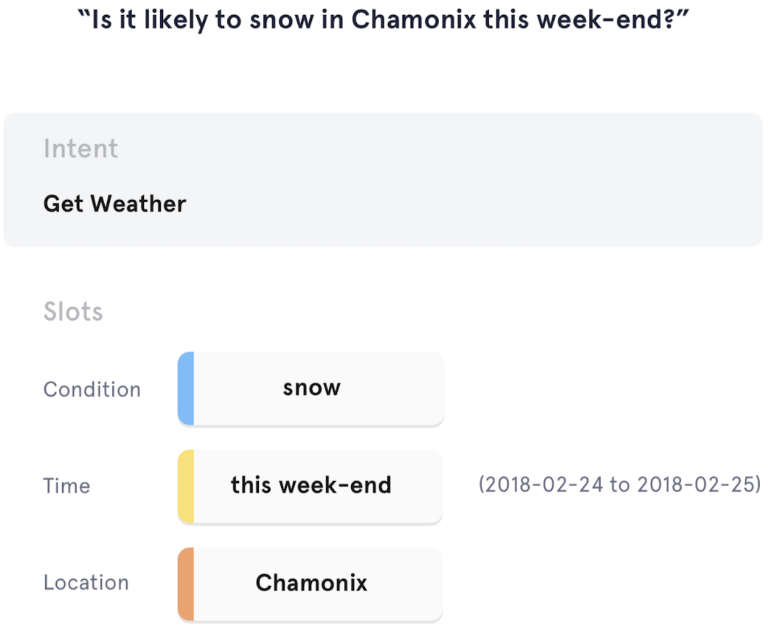 “Is it likely to snow in Chamonix this week-end?”
Intent
Get Weather
Slots
Condition snow
Time this week-end (2018-02-24 to 2018-02-25)
Location Chamonix